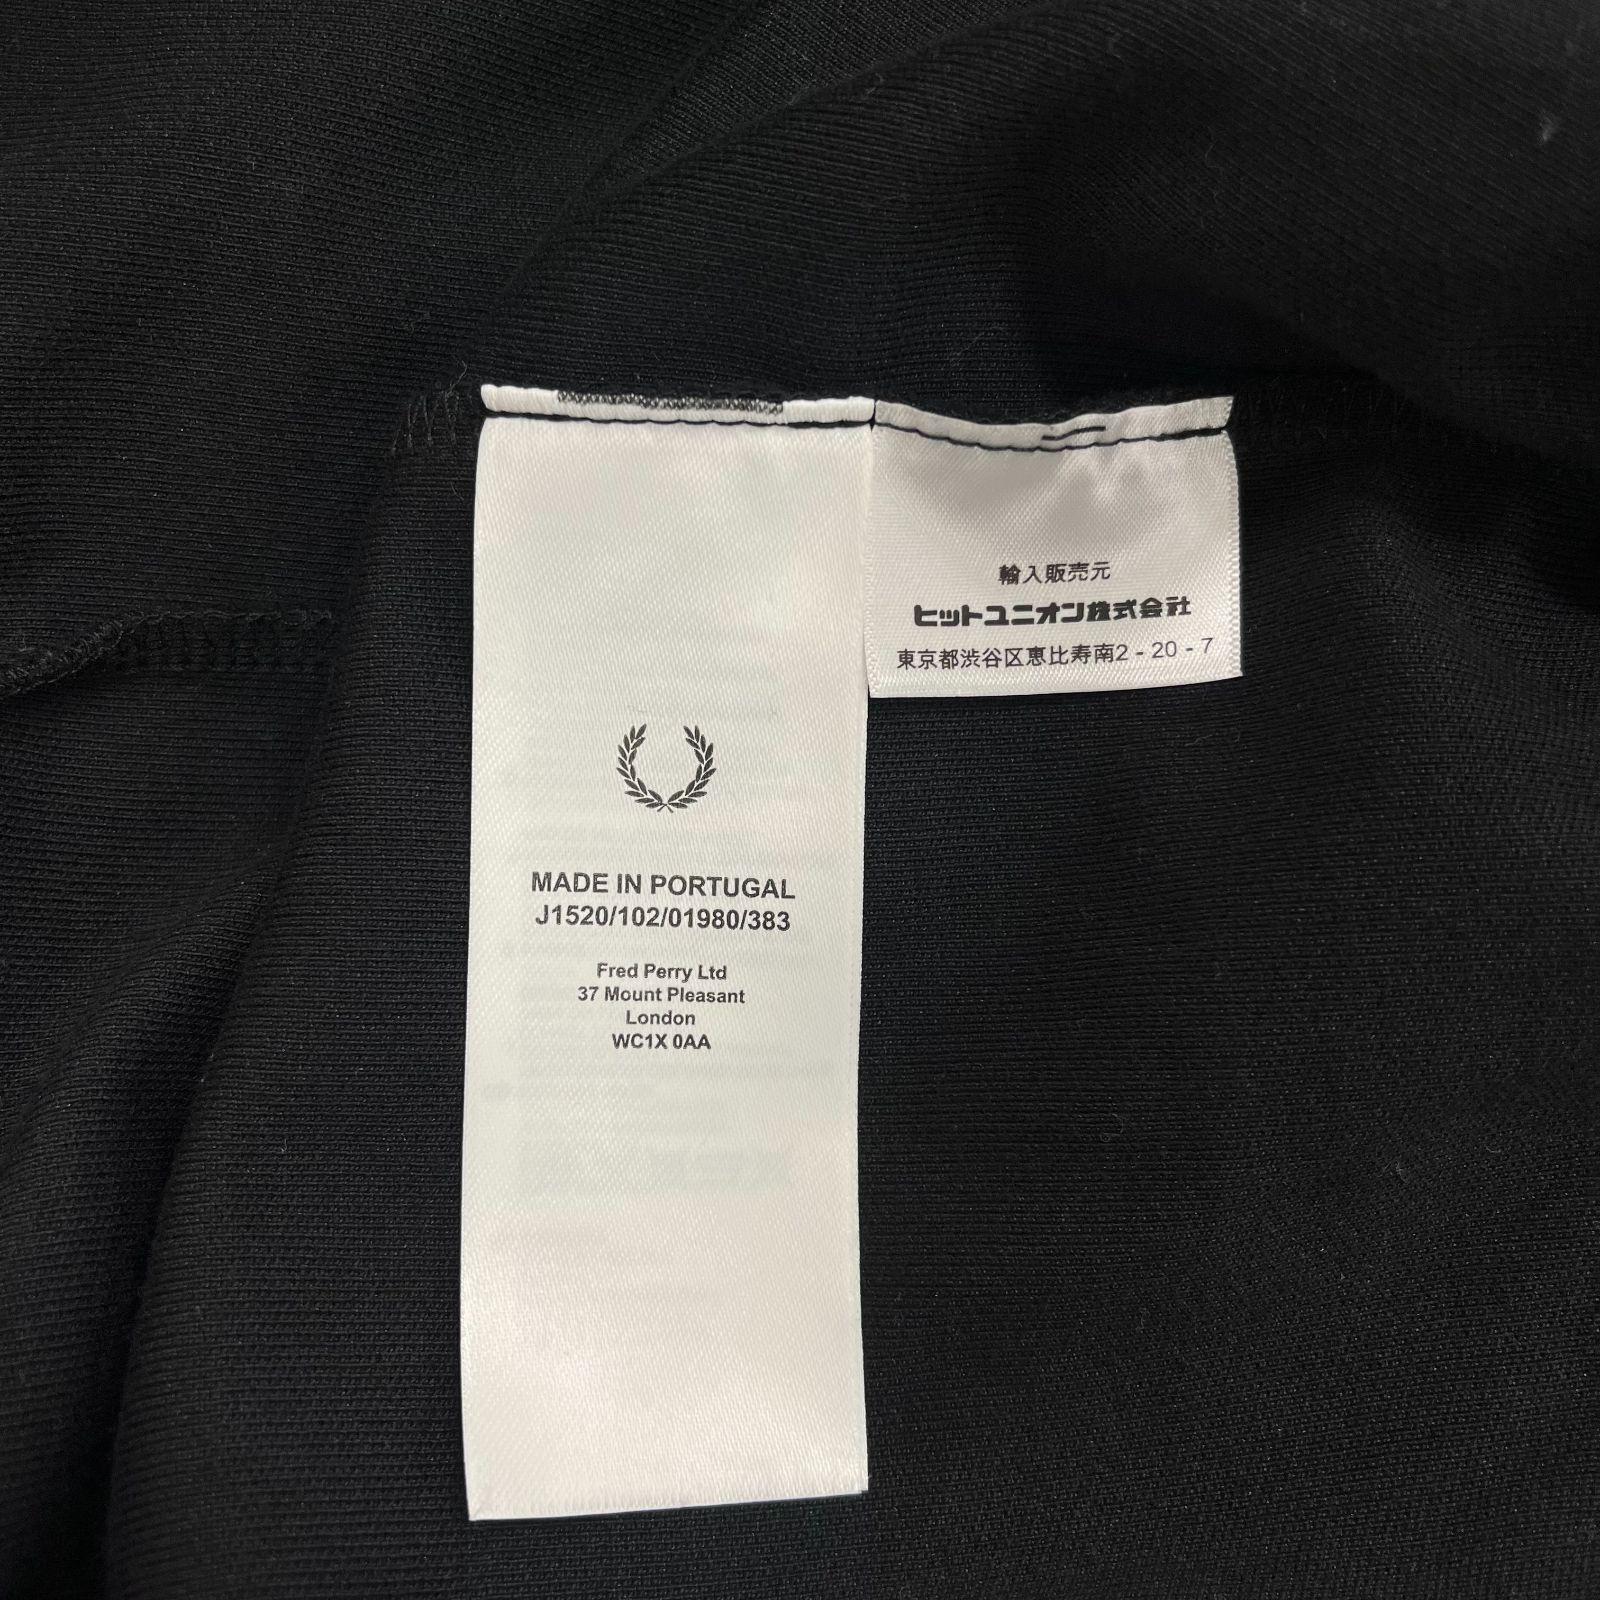 MADE IN PORTUGAL
J1520/102/01980/383
Fred Perry Ltd
37 Mount Pleasant
London
WC1X 0AA
輸入販売元
ヒットユニオン株式会社
東京都渋谷区恵比寿南2 - 20 - 7